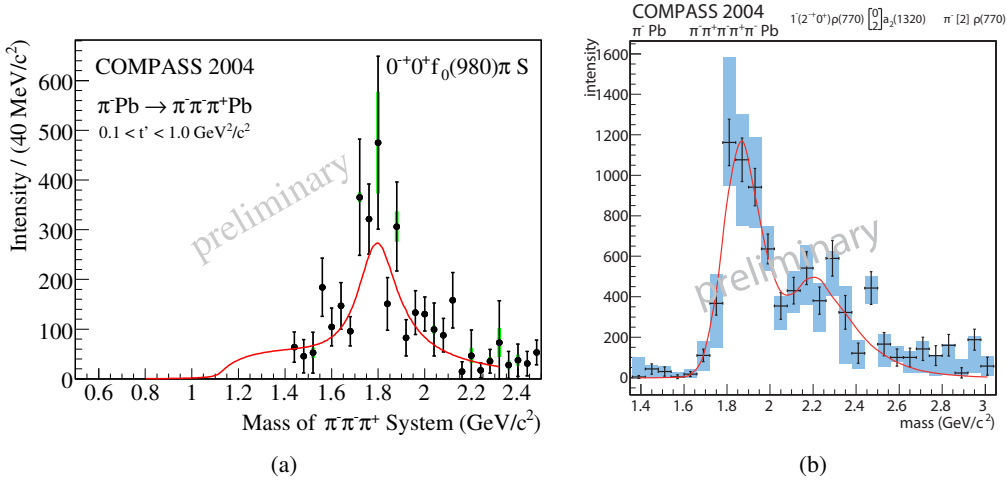 COMPASS 2004
0⁻⁺0⁺f₀(980)π S
π⁻Pb → π⁻π⁻π⁺Pb
0.1 < t' < 1.0 GeV²/c²
preliminary
Intensity / (40 MeV/c²)
600
500
400
300
200
100
0
0.6 0.8 1 1.2 1.4 1.6 1.8 2 2.2 2.4
Mass of π⁻π⁻π⁺ System (GeV/c²)
(a)
COMPASS 2004
π⁻ Pb π⁻π⁺π⁻π⁺π⁻ Pb
1⁻(2⁻⁺0⁺)ρ(770) [0 2] a₂(1320) π⁻ [2] ρ(770)
intensity
preliminary
1600
1400
1200
1000
800
600
400
200
0
1.4 1.6 1.8 2 2.2 2.4 2.6 2.8 3
mass (GeV/c²)
(b)